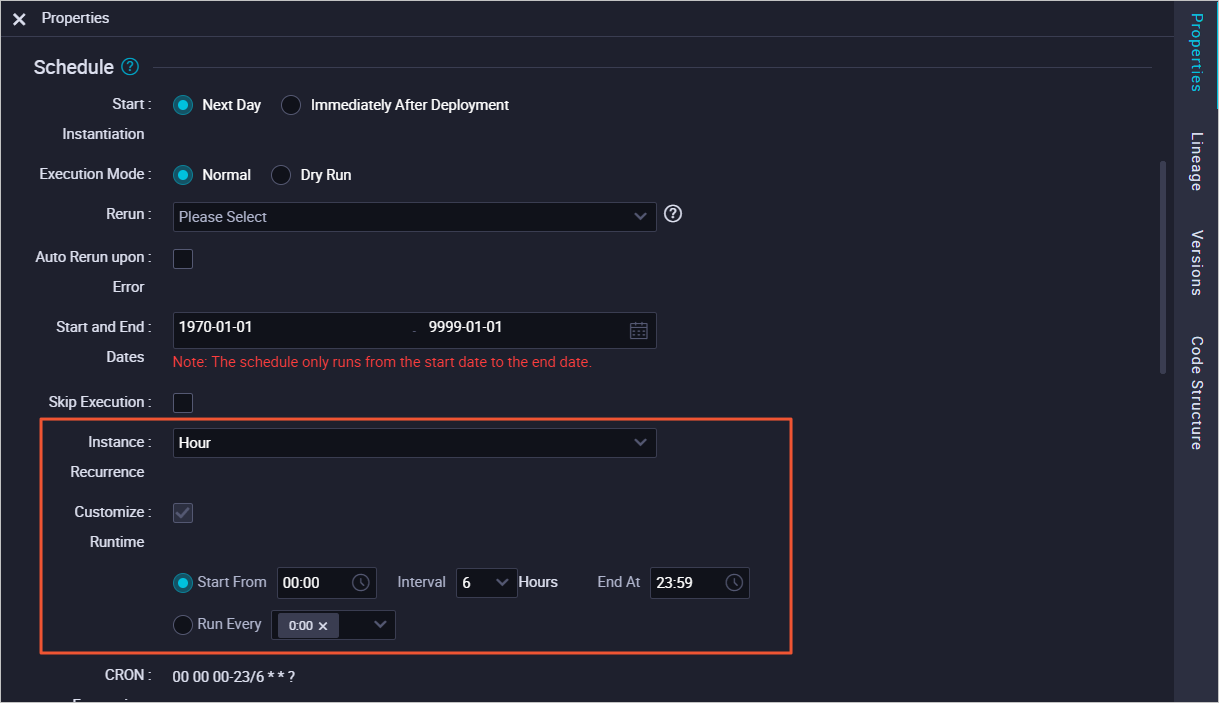 Properties
Schedule
Start : Next Day Immediately After Deployment
Instantiation
Execution Mode : Normal Dry Run
Rerun : Please Select
Auto Rerun upon :
Error
Start and End : 1970-01-01 - 9999-01-01
Dates Note: The schedule only runs from the start date to the end date.
Skip Execution :
Instance : Hour
Recurrence
Customize :
Runtime
Start From 00:00 Interval 6 Hours End At 23:59
Run Every 0:00 ×
CRON : 00 00 00-23/6 * * ?
Properties
Lineage
Versions
Code Structure